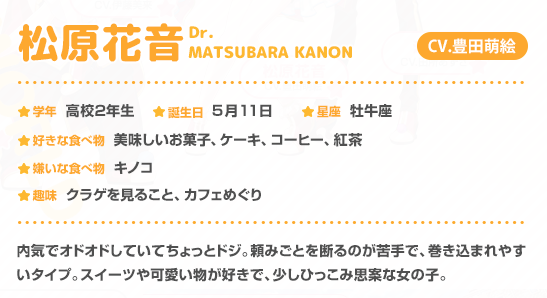 松原花音 Dr. MATSUBARA KANON CV.豊田萌絵
★学年 高校2年生 ★誕生日 5月11日 ★星座 牡牛座
★好きな食べ物 美味しいお菓子、ケーキ、コーヒー、紅茶
★嫌いな食べ物 キノコ
★趣味 クラゲを見ること、カフェめぐり
内気でオドオドしていてちょっとドジ。頼みごとを断るのが苦手で、巻き込まれやす
いタイプ。スイーツや可愛い物が好きで、少しひっこみ思案な女の子。